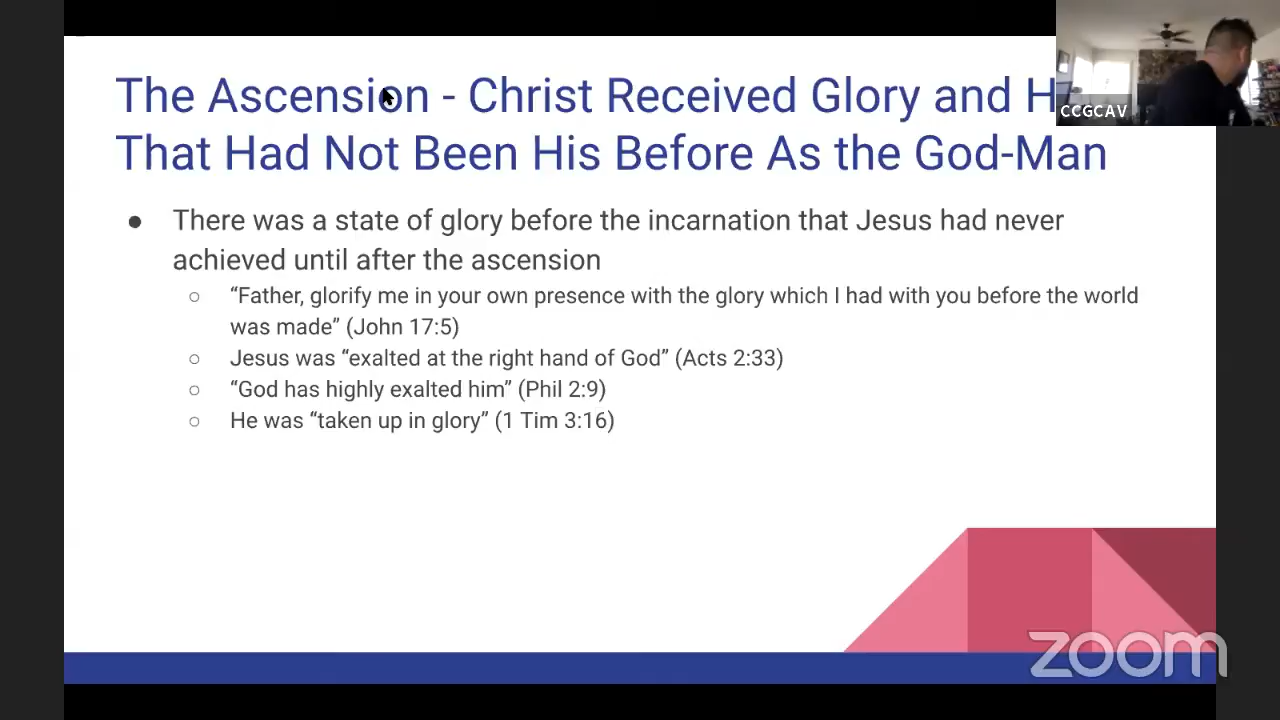 The Ascension - Christ Received Glory and H
That Had Not Been His Before As the God-Man
CCGCAV
● There was a state of glory before the incarnation that Jesus had never
achieved until after the ascension
○ “Father, glorify me in your own presence with the glory which I had with you before the world
was made” (John 17:5)
○ Jesus was “exalted at the right hand of God” (Acts 2:33)
○ “God has highly exalted him” (Phil 2:9)
○ He was “taken up in glory” (1 Tim 3:16)
zoom